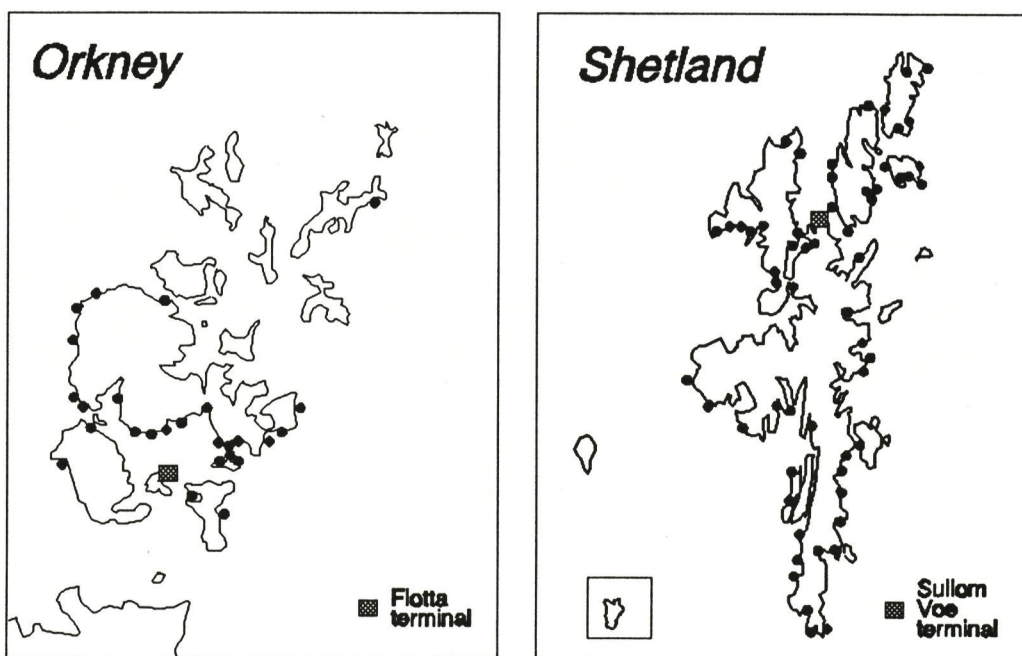 Orkney
Flotta
terminal
Shetland
Sullom
Voe
terminal